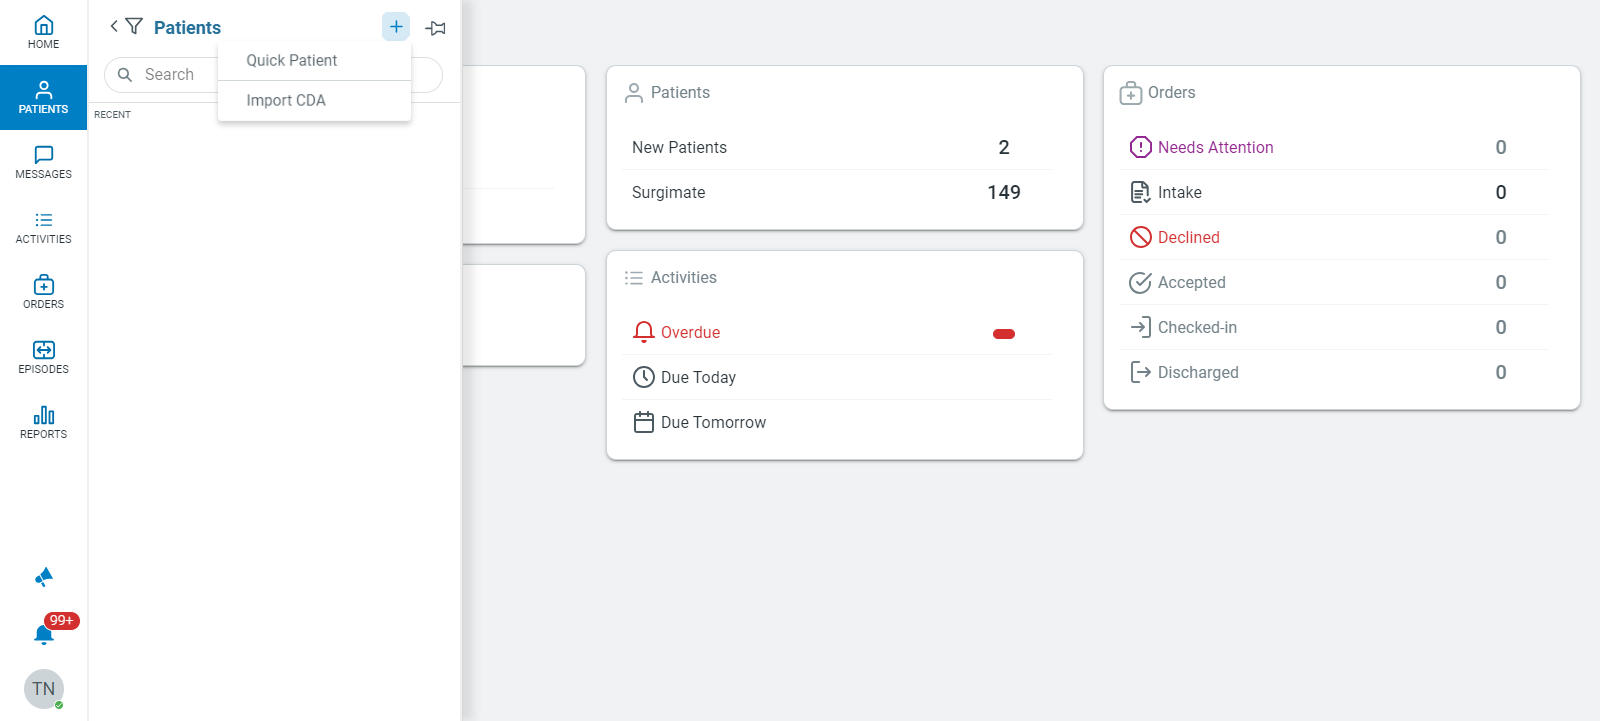 HOME
PATIENTS
MESSAGES
ACTIVITIES
ORDERS
EPISODES
REPORTS
99+
TN
Patients
Search
Quick Patient
Import CDA
RECENT
Patients
New Patients 2
Surgimate 149
Activities
Overdue
Due Today
Due Tomorrow
Orders
Needs Attention 0
Intake 0
Declined 0
Accepted 0
Checked-in 0
Discharged 0